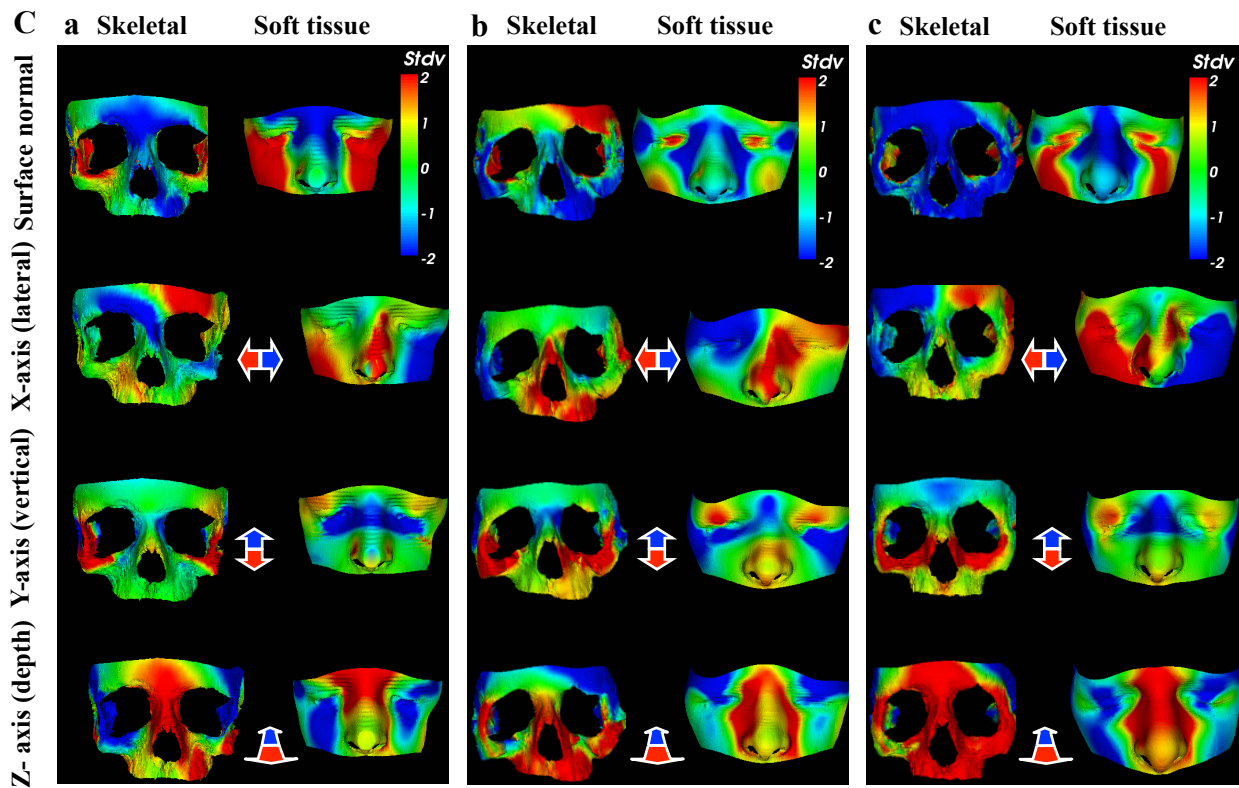 C a Skeletal Soft tissue b Skeletal Soft tissue c Skeletal Soft tissue
Stdv Stdv Stdv
2 2 2
1 1 1
0 0 0
-1 -1 -1
-2 -2 -2
Surface normal
X-axis (lateral)
Y-axis (vertical)
Z- axis (depth)